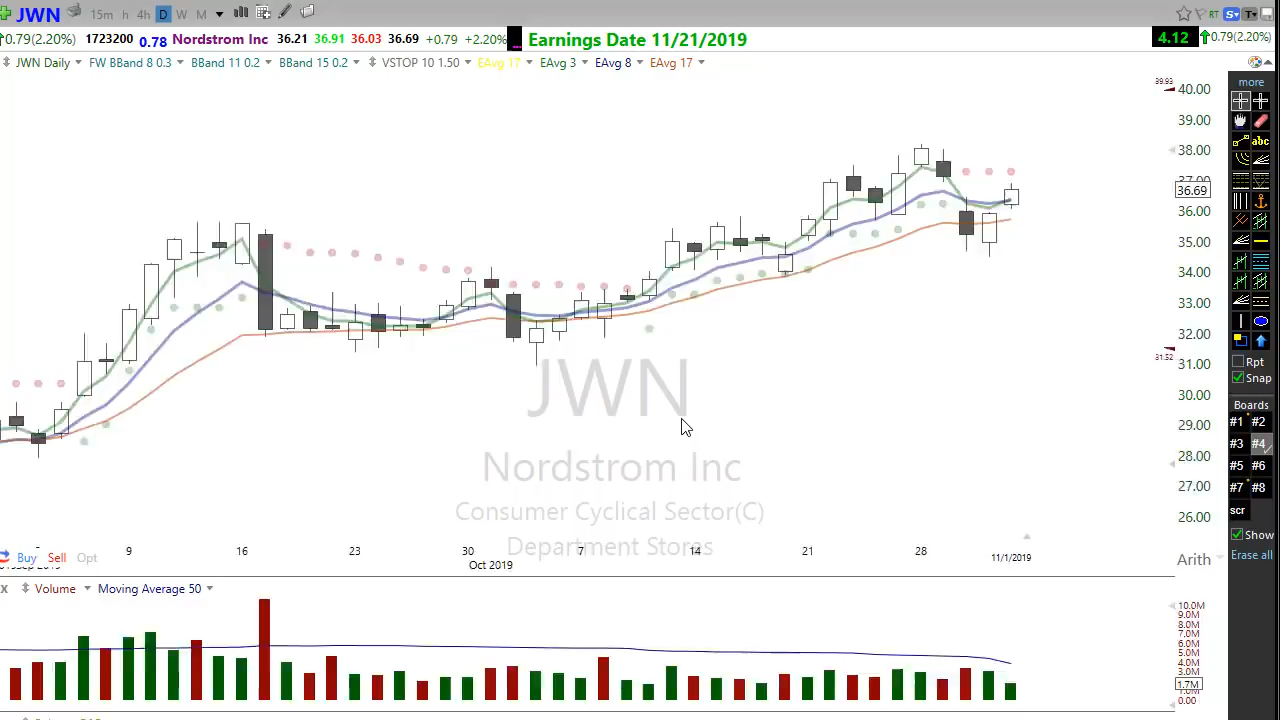 JWN 15m h 4h D W M RT S T
0.79(2.20%) 1723200 0.78 Nordstrom Inc 36.21 36.91 36.03 36.69 +0.79 +2.20% Earnings Date 11/21/2019 4.12 0.79(2.20%)
JWN Daily FW BBand 8 0.3 BBand 11 0.2 BBand 15 0.2 VSTOP 10 1.50 EAvg 17 EAvg 3 EAvg 8 EAvg 17
39.93
40.00
39.00
38.00
37.00
36.69
36.00
35.00
34.00
33.00
32.00
31.52
31.00
30.00
29.00
28.00
27.00
26.00
JWN
Nordstrom Inc
Consumer Cyclical Sector(C)
Department Stores
9 16 23 30 7 14 21 28 11/1/2019
Buy Sell Opt
Oct 2019
Arith
X Volume Moving Average 50
10.0M
9.0M
8.0M
7.0M
6.0M
5.0M
4.0M
3.0M
1.7M
1.0M
0.00
more
abc
Rpt
Snap
Boards
#1 #2
#3 #4
#5 #6
#7 #8
scr
Show
Erase all